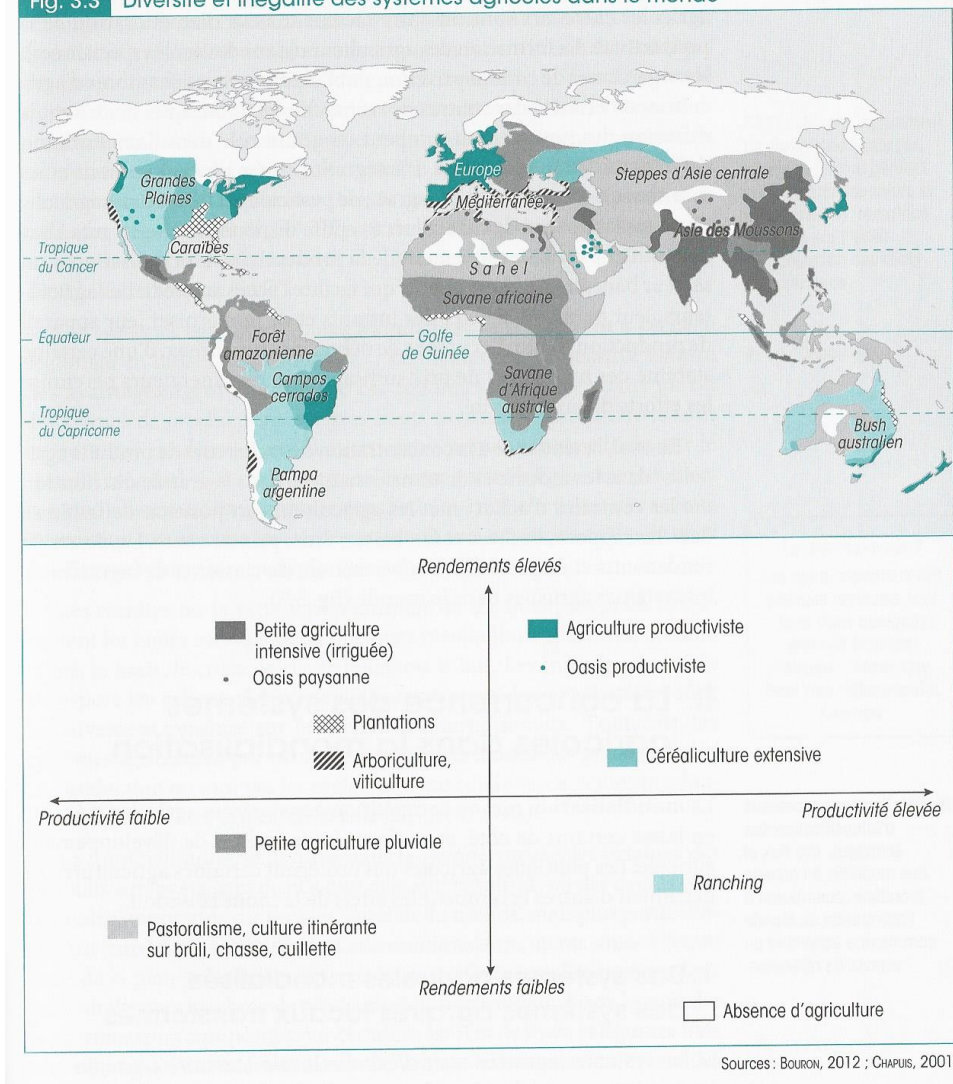 Fig. 3.3 Diversité et inégalité des systèmes agricoles dans le monde
Grandes
Plaines
Europe
Méditerranée
Steppes d'Asie centrale
Asie des Moussons
Caraïbes
Tropique
du Cancer
Sahel
Savane africaine
Équateur
Forêt
amazonienne
Golfe
de Guinée
Campos
cerrados
Savane
d'Afrique
australe
Tropique
du Capricorne
Bush
australien
Pampa
argentine
Rendements élevés
Petite agriculture
intensive (irriguée)
Oasis paysanne
Agriculture productiviste
Oasis productiviste
Plantations
Arboriculture,
viticulture
Céréaliculture extensive
Productivité faible
Productivité élevée
Petite agriculture pluviale
Ranching
Pastoralisme, culture itinérante
sur brûli, chasse, cueillette
Rendements faibles
Absence d'agriculture
Sources : BOURON, 2012 ; CHAPUIS, 2001